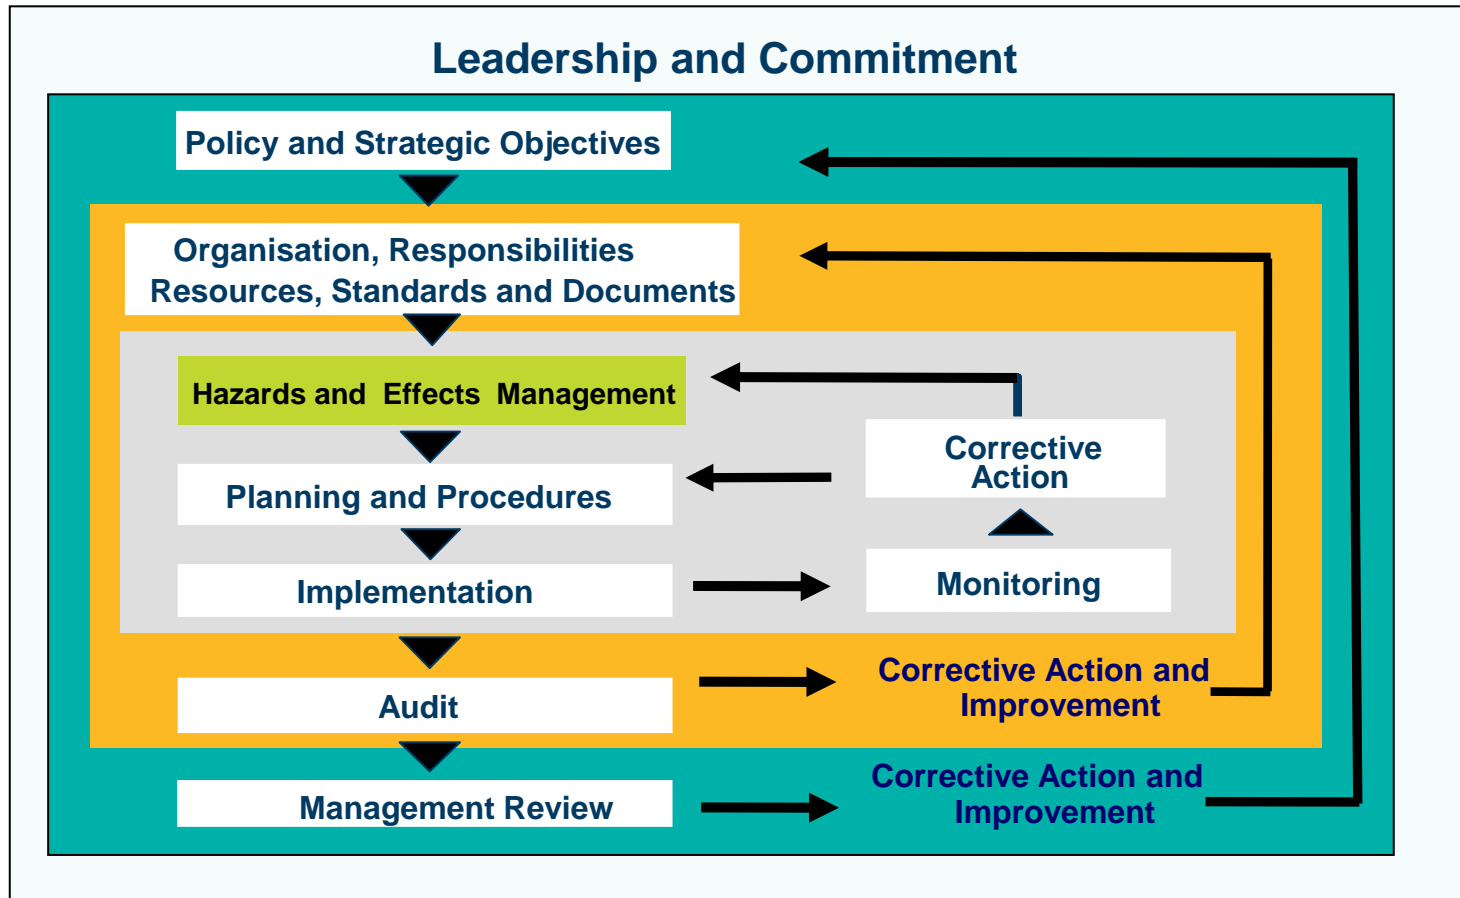 Leadership and Commitment
Policy and Strategic Objectives
Organisation, Responsibilities
Resources, Standards and Documents
Hazards and Effects Management
Corrective
Action
Planning and Procedures
Implementation
Monitoring
Audit
Corrective Action and
Improvement
Management Review
Corrective Action and
Improvement